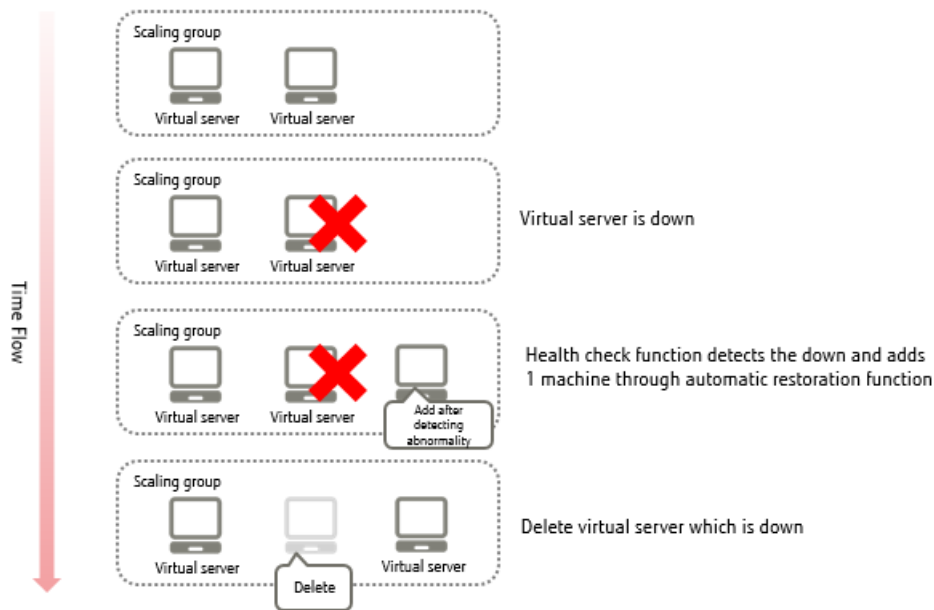 Scaling group
Virtual server Virtual server
Scaling group
Virtual server is down
Virtual server Virtual server
Time Flow
Scaling group
Health check function detects the down and adds
1 machine through automatic restoration function
Virtual server Virtual server
Add after
detecting
abnormality
Scaling group
Delete virtual server which is down
Virtual server
Virtual server
Delete